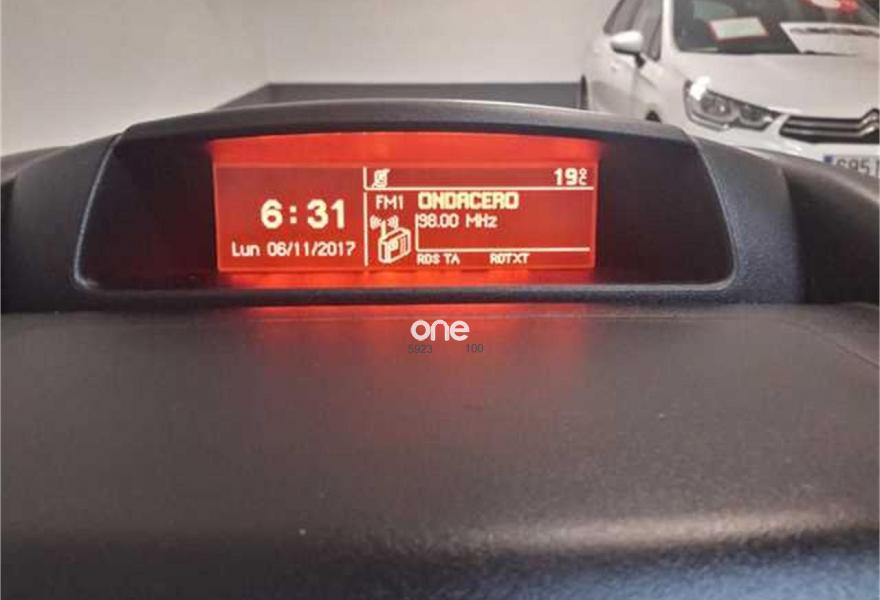 19°C
FM1 ONDACERO
6:31
98.00 MHz
Lun 06/11/2017
RDS TA RDTXT
one
5923 100